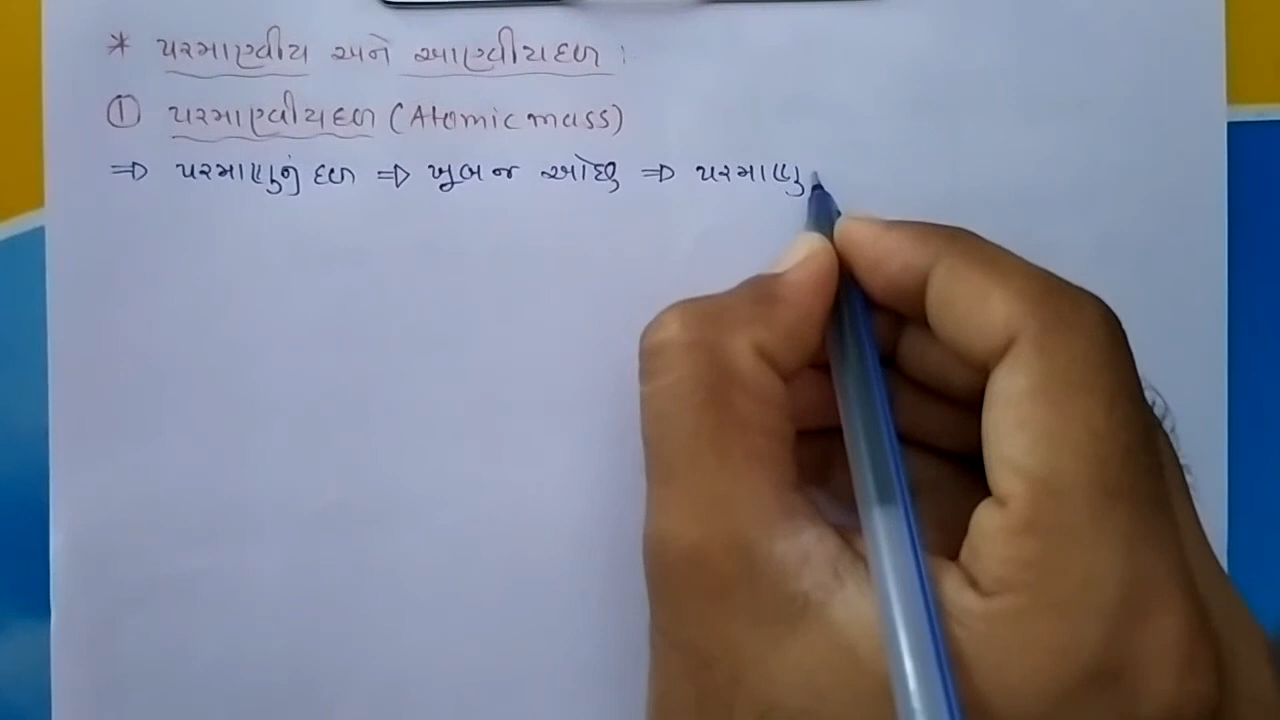 * પરમાણ્વીય અને આણ્વીયદળ :
① પરમાણ્વીયદળ (Atomic mass)
⇒ પરમાણુનું દળ ⇒ ખૂબ જ ઓછુ ⇒ પરમાણુ